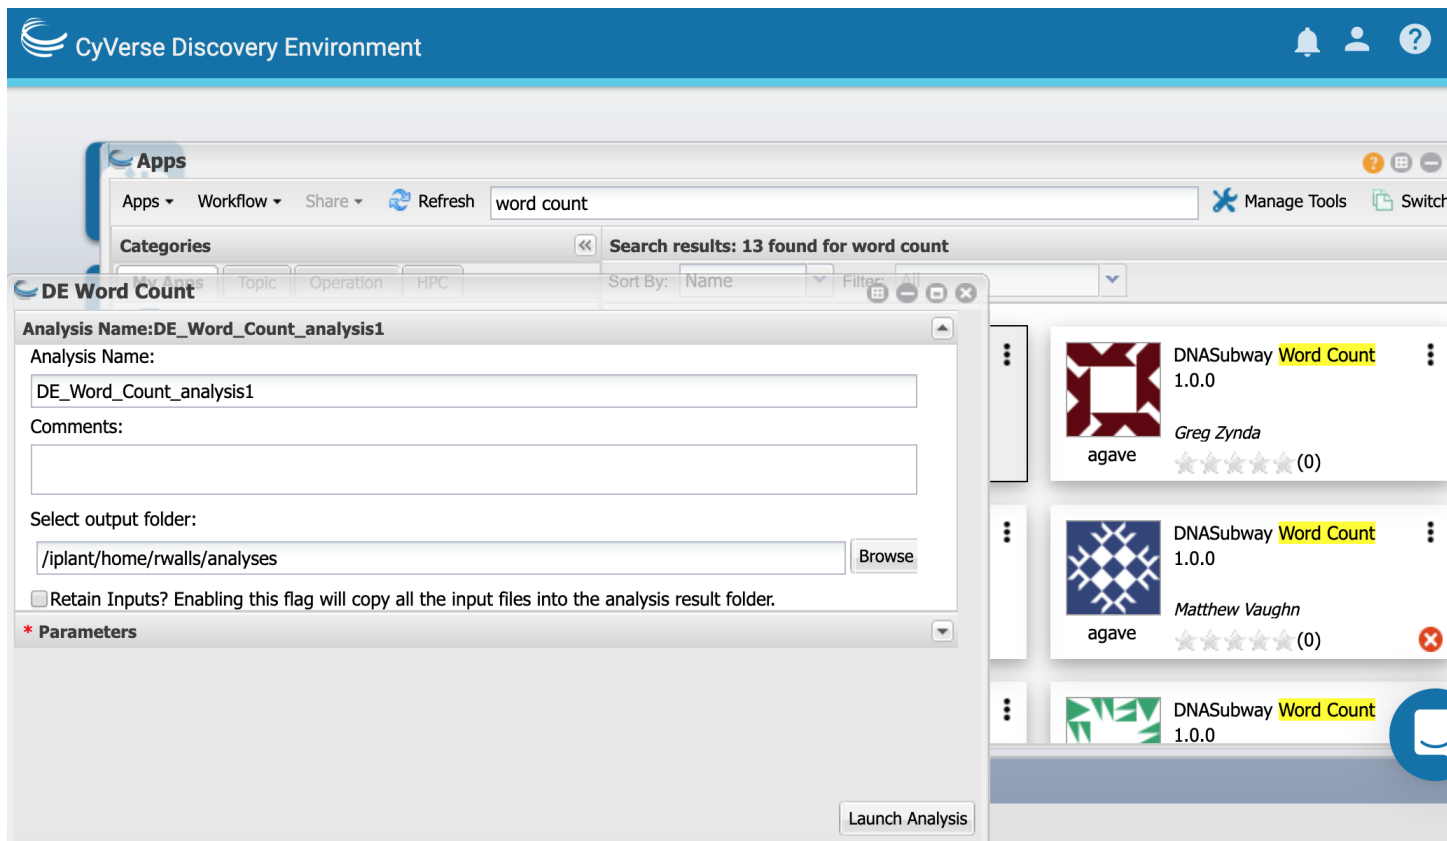 CyVerse Discovery Environment
Apps
Apps Workflow Share Refresh word count Manage Tools Switch
Categories
Search results: 13 found for word count
My Apps Topic Operation HPC
Sort By: Name Filter: All
DE Word Count
Analysis Name:DE_Word_Count_analysis1
Analysis Name:
DE_Word_Count_analysis1
Comments:
Select output folder:
/iplant/home/rwalls/analyses
Browse
Retain Inputs? Enabling this flag will copy all the input files into the analysis result folder.
* Parameters
Launch Analysis
DNASubway Word Count
1.0.0
Greg Zynda
agave
(0)
DNASubway Word Count
1.0.0
Matthew Vaughn
agave
(0)
DNASubway Word Count
1.0.0